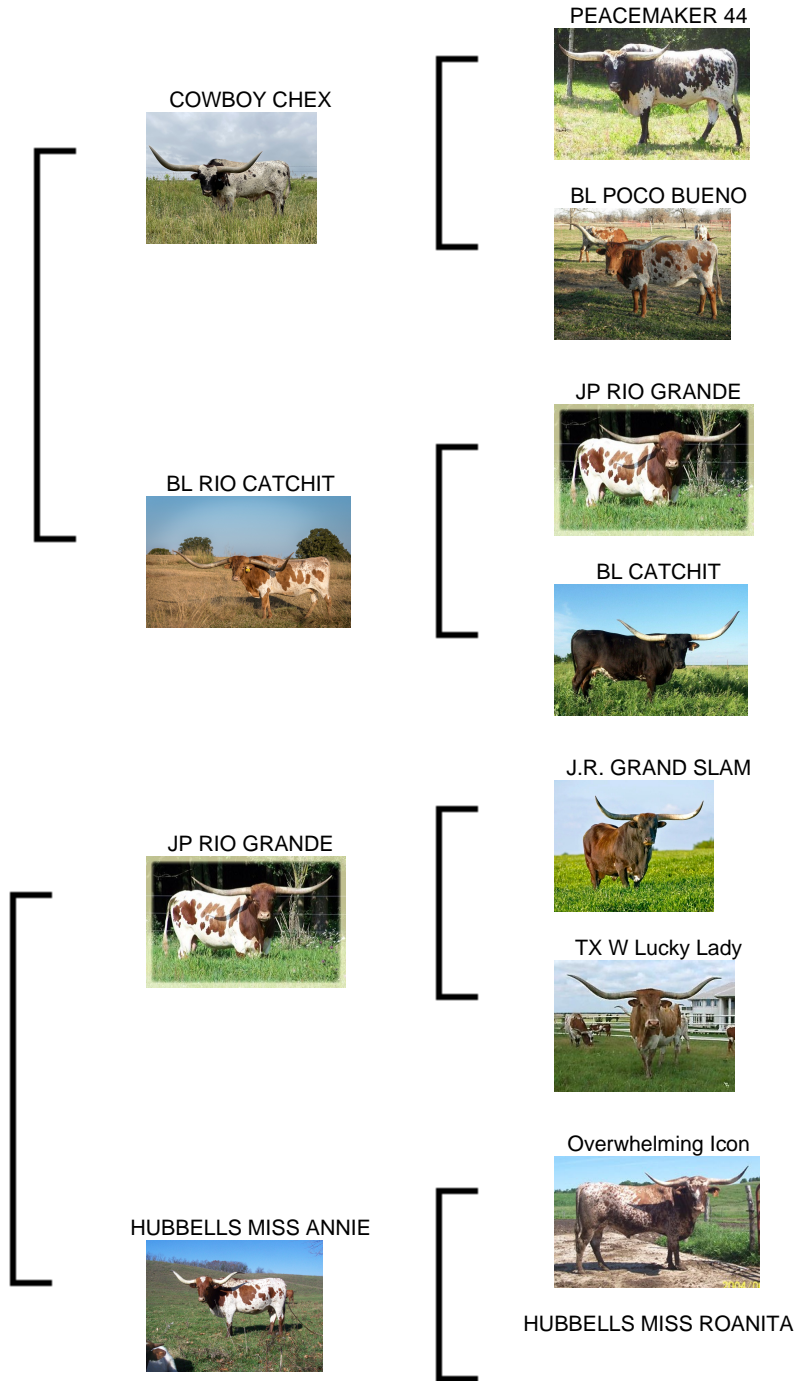 PEACEMAKER 44
COWBOY CHEX
BL POCO BUENO
JP RIO GRANDE
BL RIO CATCHIT
BL CATCHIT
J.R. GRAND SLAM
JP RIO GRANDE
TX W Lucky Lady
Overwhelming Icon
HUBBELLS MISS ANNIE
HUBBELLS MISS ROANITA